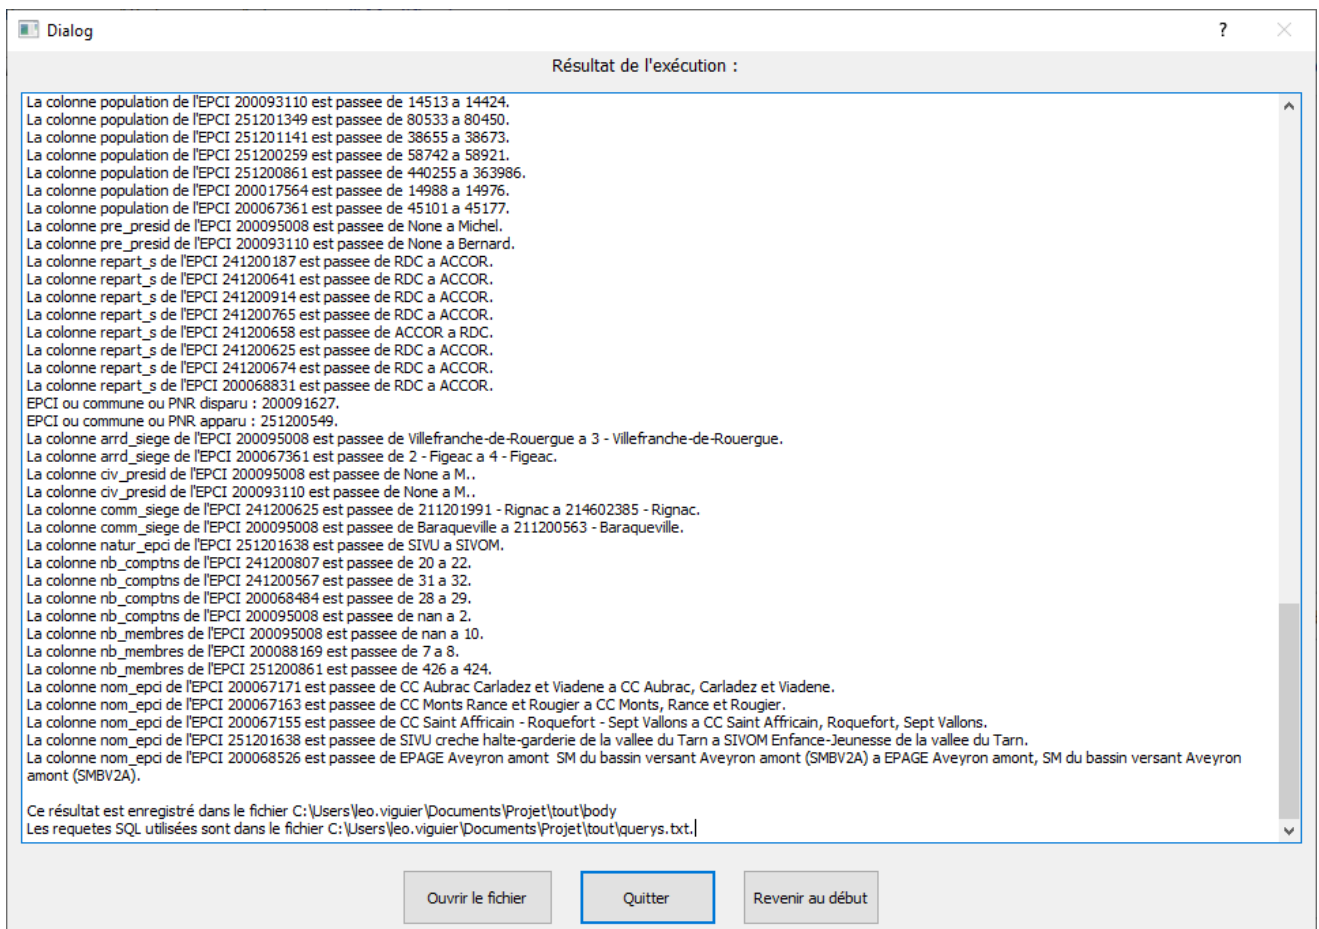 Dialog
?
Résultat de l'exécution :
La colonne population de l'EPCI 200093110 est passee de 14513 a 14424.
La colonne population de l'EPCI 251201349 est passee de 80533 a 80450.
La colonne population de l'EPCI 251201141 est passee de 38655 a 38673.
La colonne population de l'EPCI 251200259 est passee de 58742 a 58921.
La colonne population de l'EPCI 251200861 est passee de 440255 a 363986.
La colonne population de l'EPCI 200017564 est passee de 14988 a 14976.
La colonne population de l'EPCI 200067361 est passee de 45101 a 45177.
La colonne pre_presid de l'EPCI 200095008 est passee de None a Michel.
La colonne pre_presid de l'EPCI 200093110 est passee de None a Bernard.
La colonne repart_s de l'EPCI 241200187 est passee de RDC a ACCOR.
La colonne repart_s de l'EPCI 241200641 est passee de RDC a ACCOR.
La colonne repart_s de l'EPCI 241200914 est passee de RDC a ACCOR.
La colonne repart_s de l'EPCI 241200765 est passee de RDC a ACCOR.
La colonne repart_s de l'EPCI 241200658 est passee de ACCOR a RDC.
La colonne repart_s de l'EPCI 241200625 est passee de RDC a ACCOR.
La colonne repart_s de l'EPCI 241200674 est passee de RDC a ACCOR.
La colonne repart_s de l'EPCI 200068831 est passee de RDC a ACCOR.
EPCI ou commune ou PNR disparu : 200091627.
EPCI ou commune ou PNR apparu : 251200549.
La colonne arrd_siege de l'EPCI 200095008 est passee de Villefranche-de-Rouergue a 3 - Villefranche-de-Rouergue.
La colonne arrd_siege de l'EPCI 200067361 est passee de 2 - Figeac a 4 - Figeac.
La colonne civ_presid de l'EPCI 200095008 est passee de None a M..
La colonne civ_presid de l'EPCI 200093110 est passee de None a M..
La colonne comm_siege de l'EPCI 241200625 est passee de 211201991 - Rignac a 214602385 - Rignac.
La colonne comm_siege de l'EPCI 200095008 est passee de Baraqueville a 211200563 - Baraqueville.
La colonne natur_epci de l'EPCI 251201638 est passee de SIVU a SIVOM.
La colonne nb_comptns de l'EPCI 241200807 est passee de 20 a 22.
La colonne nb_comptns de l'EPCI 241200567 est passee de 31 a 32.
La colonne nb_comptns de l'EPCI 200068484 est passee de 28 a 29.
La colonne nb_comptns de l'EPCI 200095008 est passee de nan a 2.
La colonne nb_membres de l'EPCI 200095008 est passee de nan a 10.
La colonne nb_membres de l'EPCI 200088169 est passee de 7 a 8.
La colonne nb_membres de l'EPCI 251200861 est passee de 426 a 424.
La colonne nom_epci de l'EPCI 200067171 est passee de CC Aubrac Carladez et Viadene a CC Aubrac, Carladez et Viadene.
La colonne nom_epci de l'EPCI 200067163 est passee de CC Monts Rance et Rougier a CC Monts, Rance et Rougier.
La colonne nom_epci de l'EPCI 200067155 est passee de CC Saint Affricain - Roquefort - Sept Vallons a CC Saint Affricain, Roquefort, Sept Vallons.
La colonne nom_epci de l'EPCI 251201638 est passee de SIVU creche halte-garderie de la vallee du Tarn a SIVOM Enfance-Jeunesse de la vallee du Tarn.
La colonne nom_epci de l'EPCI 200068526 est passee de EPAGE Aveyron amont  SM du bassin versant Aveyron amont (SMBV2A) a EPAGE Aveyron amont, SM du bassin versant Aveyron
amont (SMBV2A).
Ce résultat est enregistré dans le fichier C:\Users\leo.viguier\Documents\Projet\tout\body
Les requetes SQL utilisées sont dans le fichier C:\Users\leo.viguier\Documents\Projet\tout\querys.txt.
Ouvrir le fichier
Quitter
Revenir au début